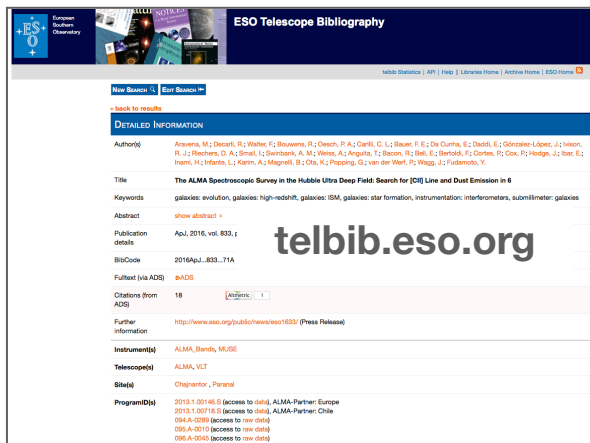 European
Southern
Observatory
ESO Telescope Bibliography
telbib Statistics | API | Help | Libraries Home | Archive Home | ESO Home
NEW SEARCH EDIT SEARCH
« back to results
DETAILED INFORMATION
Author(s) Aravena, M.; Decarli, R.; Walter, F.; Bouwens, R.; Oesch, P. A.; Carilli, C. L.; Bauer, F. E.; Da Cunha, E.; Daddi, E.; Gónzalez-López, J.; Ivison,
R. J.; Riechers, D. A.; Smail, I.; Swinbank, A. M.; Weiss, A.; Anguita, T.; Bacon, R.; Bell, E.; Bertoldi, F.; Cortes, P.; Cox, P.; Hodge, J.; Ibar, E.;
Inami, H.; Infante, L.; Karim, A.; Magnelli, B.; Ota, K.; Popping, G.; van der Werf, P.; Wagg, J.; Fudamoto, Y.
Title The ALMA Spectroscopic Survey in the Hubble Ultra Deep Field: Search for [CII] Line and Dust Emission in 6
Keywords galaxies: evolution, galaxies: high-redshift, galaxies: ISM, galaxies: star formation, instrumentation: interferometers, submillimeter: galaxies
Abstract show abstract
Publication
details ApJ, 2016, vol. 833, p
telbib.eso.org
BibCode 2016ApJ...833...71A
Fulltext (via ADS) ADS
Citations (from
ADS) 18 Altmetric 1
Further
information http://www.eso.org/public/news/eso1633/ (Press Release)
Instrument(s) ALMA_Bands, MUSE
Telescope(s) ALMA, VLT
Site(s) Chajnantor , Paranal
ProgramID(s) 2013.1.00146.S (access to data), ALMA-Partner: Europe
2013.1.00718.S (access to data), ALMA-Partner: Chile
094.A-0289 (access to raw data)
095.A-0010 (access to raw data)
096.A-0045 (access to raw data)